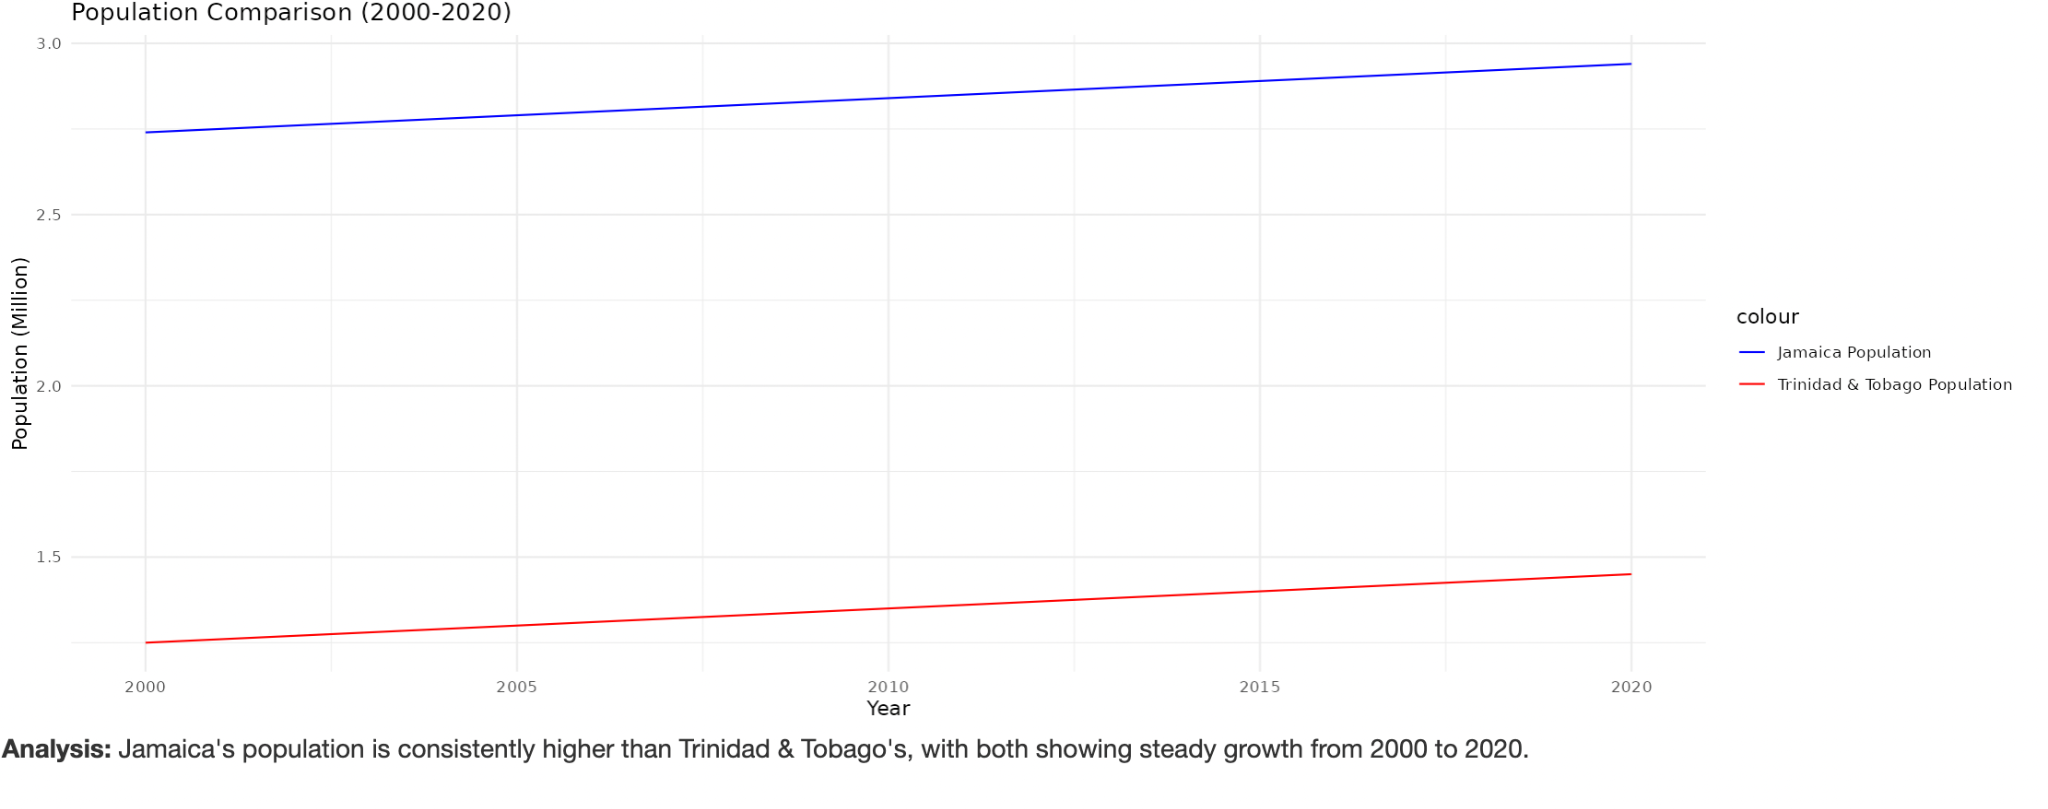 Population Comparison (2000-2020)
3.0
2.5
2.0
1.5
Population (Million)
2000 2005 2010 2015 2020
Year
colour
Jamaica Population
Trinidad & Tobago Population
Analysis: Jamaica's population is consistently higher than Trinidad & Tobago's, with both showing steady growth from 2000 to 2020.